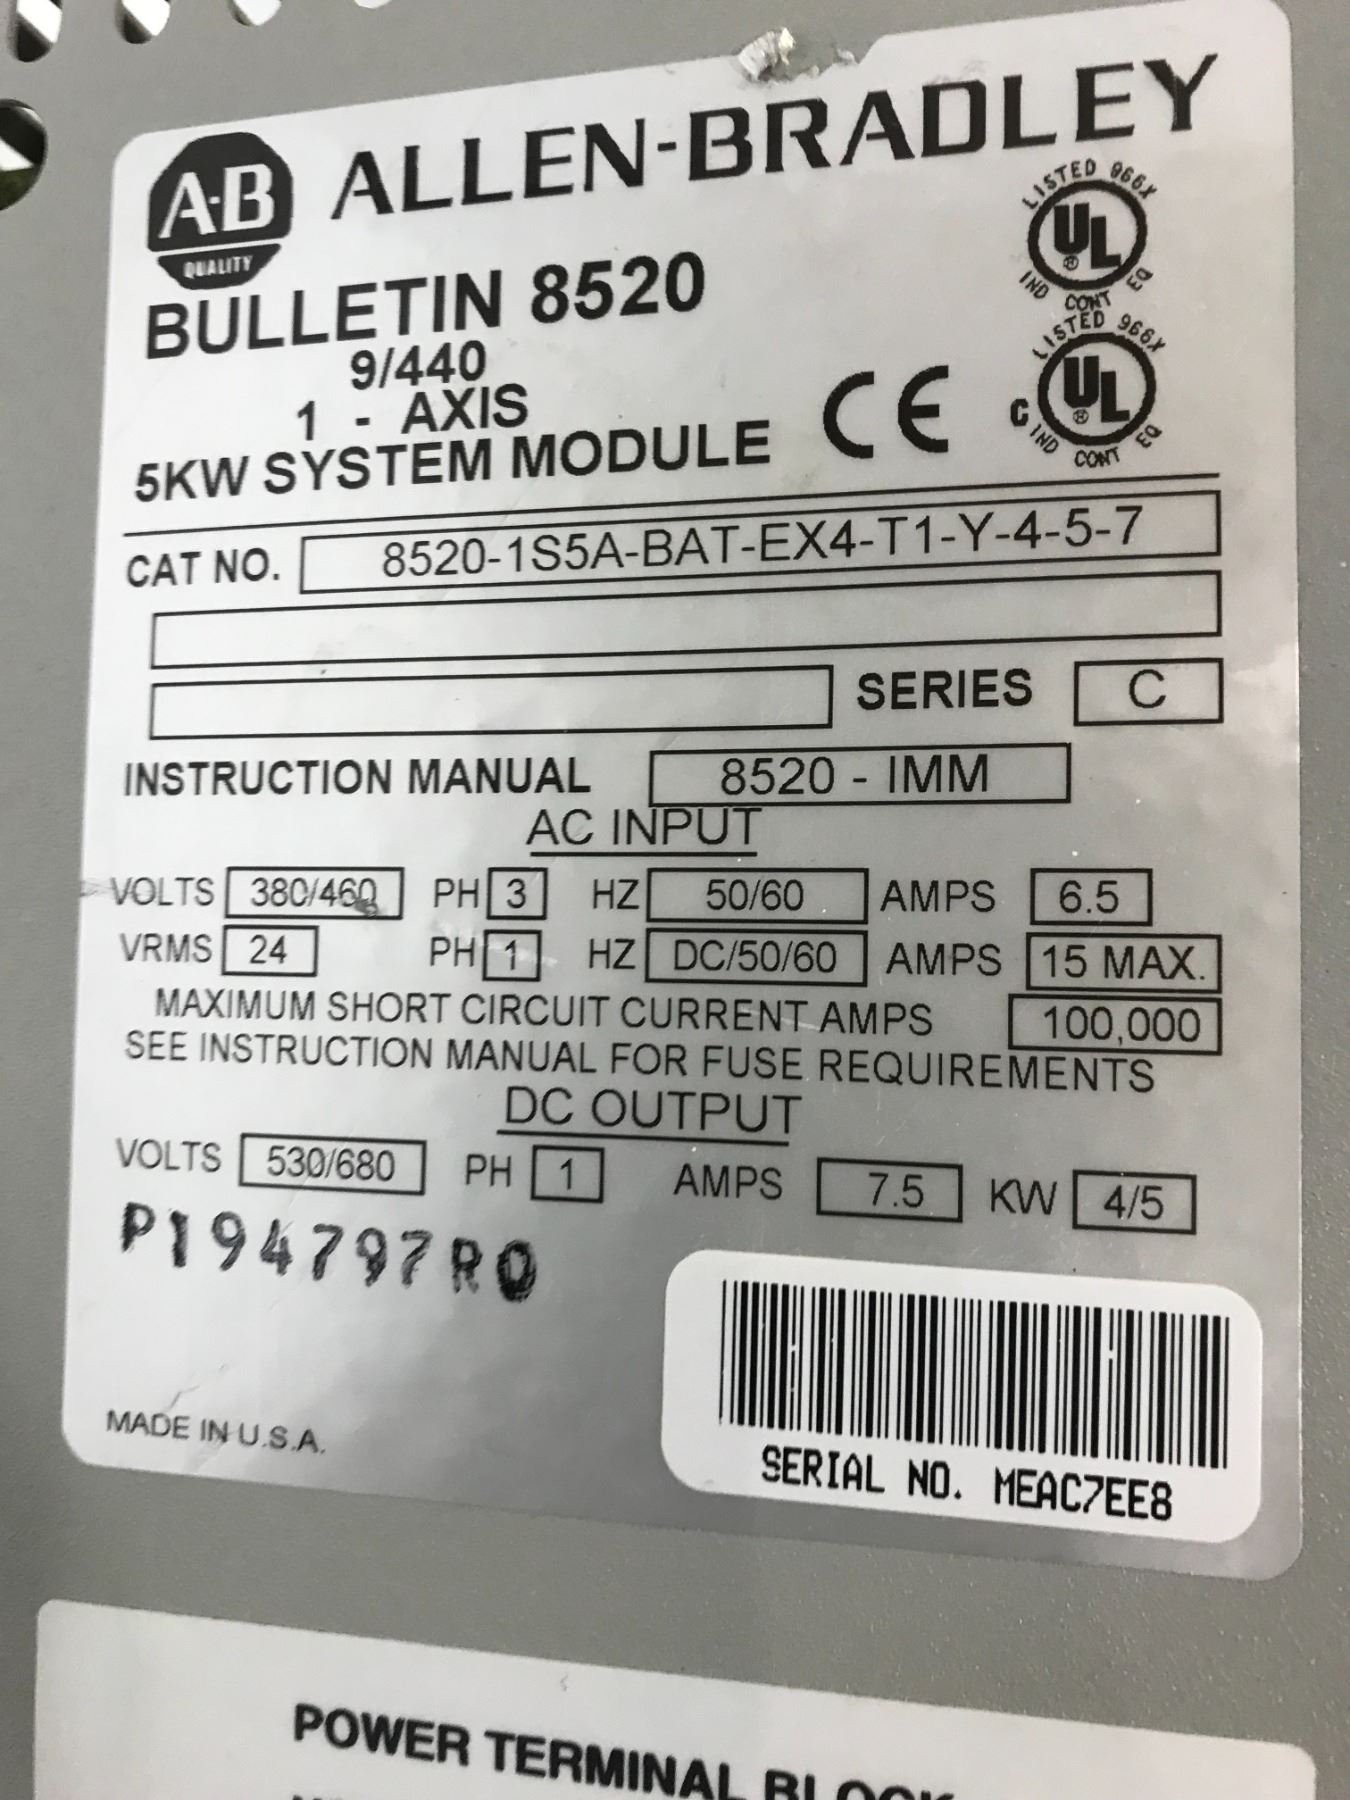 A-B QUALITY ALLEN-BRADLEY
LISTED 966X
UL ®
IND CONT EQ
BULLETIN 8520
9/440
1 - AXIS
5KW SYSTEM MODULE
CE
LISTED 966X
C UL ®
IND CONT EQ
CAT NO. 8520-1S5A-BAT-EX4-T1-Y-4-5-7
SERIES C
INSTRUCTION MANUAL 8520 - IMM
AC INPUT
VOLTS 380/460 PH 3 HZ 50/60 AMPS 6.5
VRMS 24 PH 1 HZ DC/50/60 AMPS 15 MAX.
MAXIMUM SHORT CIRCUIT CURRENT AMPS 100,000
SEE INSTRUCTION MANUAL FOR FUSE REQUIREMENTS
DC OUTPUT
VOLTS 530/680 PH 1 AMPS 7.5 KW 4/5
P194797R0
MADE IN U.S.A.
SERIAL NO. MEAC7EE8
POWER TERMINAL BLOCK